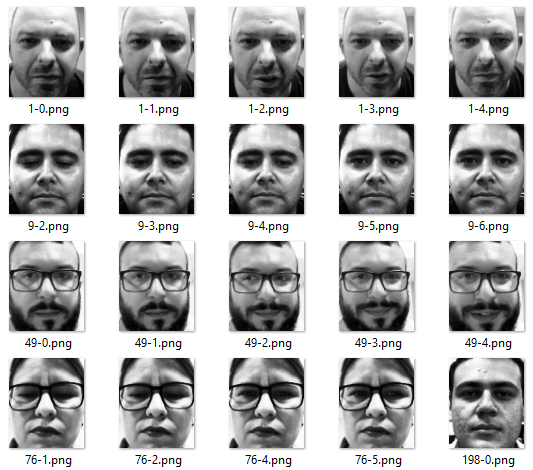 1-0.png 1-1.png 1-2.png 1-3.png 1-4.png
9-2.png 9-3.png 9-4.png 9-5.png 9-6.png
49-0.png 49-1.png 49-2.png 49-3.png 49-4.png
76-1.png 76-2.png 76-4.png 76-5.png 198-0.png